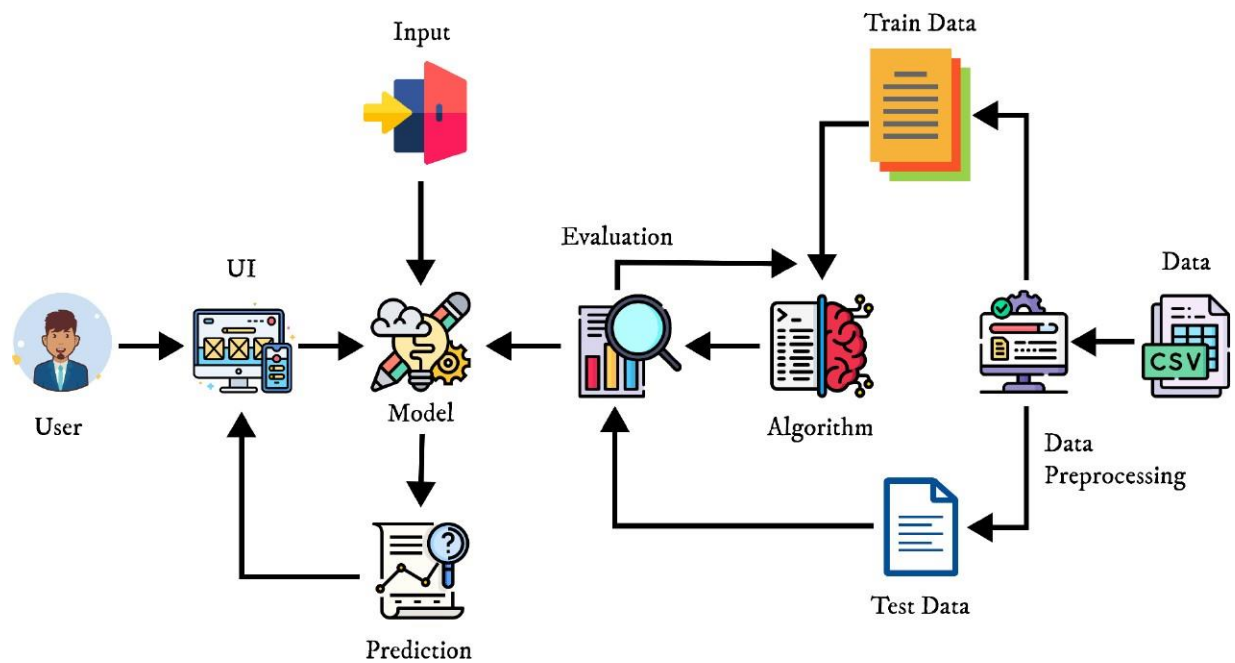 Train Data
Input
Evaluation
UI
Data
CSV
Model
User
Algorithm
Data
Preprocessing
Test Data
Prediction